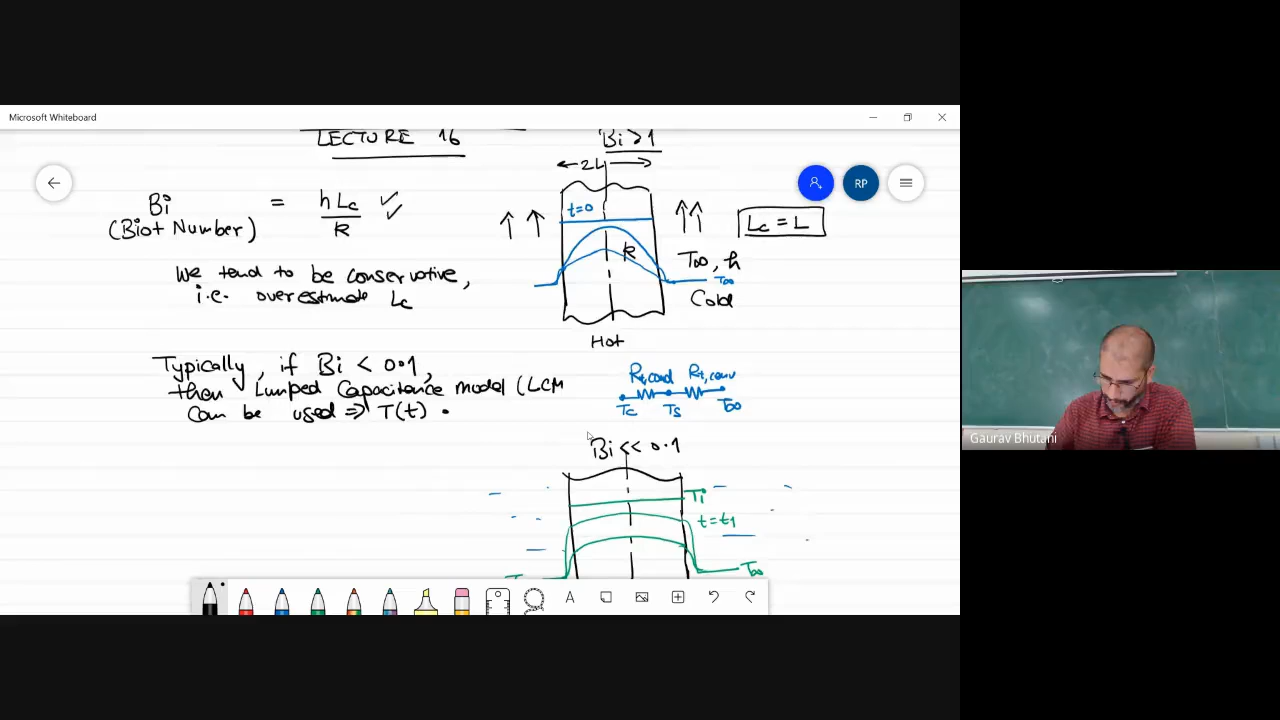 Microsoft Whiteboard
LECTURE 16
Bi > 1
2L
Bi = h Lc / k
(Biot Number)
t=0
k
Lc = L
T∞, h
T∞
Cold
We tend to be conservative,
i.e. overestimate Lc
Hot
Typically, if Bi < 0.1,
then Lumped Capacitance model (LCM
can be used ⇒ T(t) .
Rt,cond Rt,conv
Tc Ts T∞
Bi << 0.1
Ti
t=t1
T∞
RP
Gaurav Bhutani
A